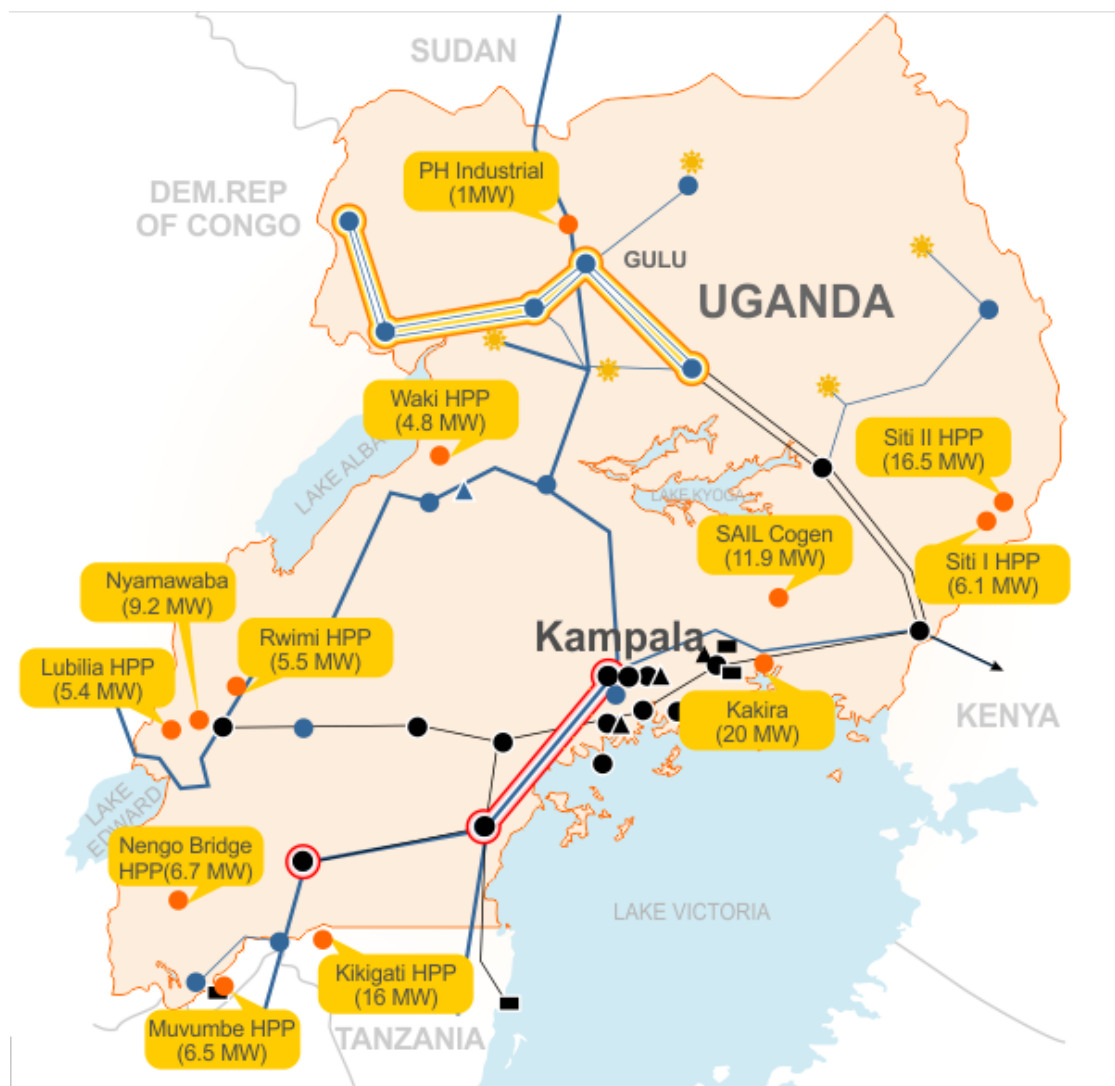 SUDAN
DEM.REP
OF CONGO
PH Industrial
(1MW)
GULU
UGANDA
Waki HPP
(4.8 MW)
LAKE ALBA
LAKE KYOGA
Siti II HPP
(16.5 MW)
SAIL Cogen
(11.9 MW)
Siti I HPP
(6.1 MW)
Nyamawaba
(9.2 MW)
Rwimi HPP
(5.5 MW)
Lubilia HPP
(5.4 MW)
Kampala
Kakira
(20 MW)
KENYA
LAKE
EDWARD
Nengo Bridge
HPP(6.7 MW)
LAKE VICTORIA
Kikigati HPP
(16 MW)
Muvumbe HPP
(6.5 MW)
TANZANIA